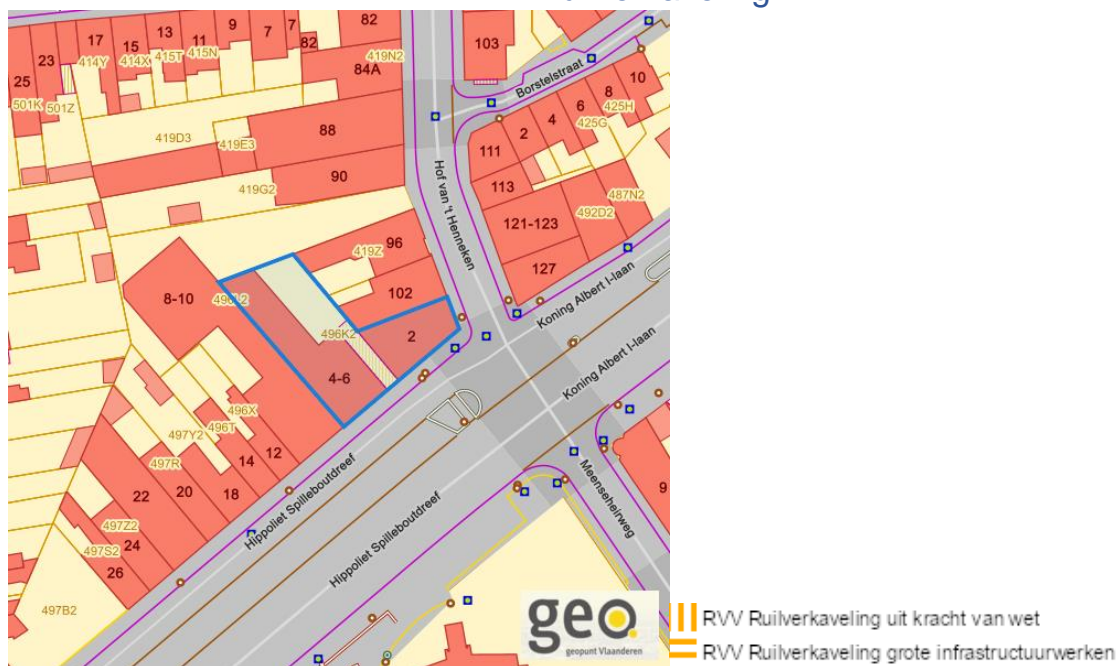 17
15
13
11
9
7
7
82
82
419N2
84A
103
23
25
414Y
414X
415T
415N
501K
501Z
Borstelstraat
10
8
6
4
2
425H
425G
88
419D3
419E3
111
90
419G2
113
Hof van 't Henneken
487N2
492D2
121-123
96
419Z
127
8-10
102
496K2
2
Koning Albert I-laan
Koning Albert I-laan
4-6
496X
496T
497Y2
497R
14
12
22
20
18
Hippoliet Spilleboutdreef
Hippoliet Spilleboutdreef
Meenseheirweg
9
497Z2
497S2
24
26
497B2
geo
geopunt Vlaanderen
RVV Ruilverkaveling uit kracht van wet
RVV Ruilverkaveling grote infrastructuurwerken